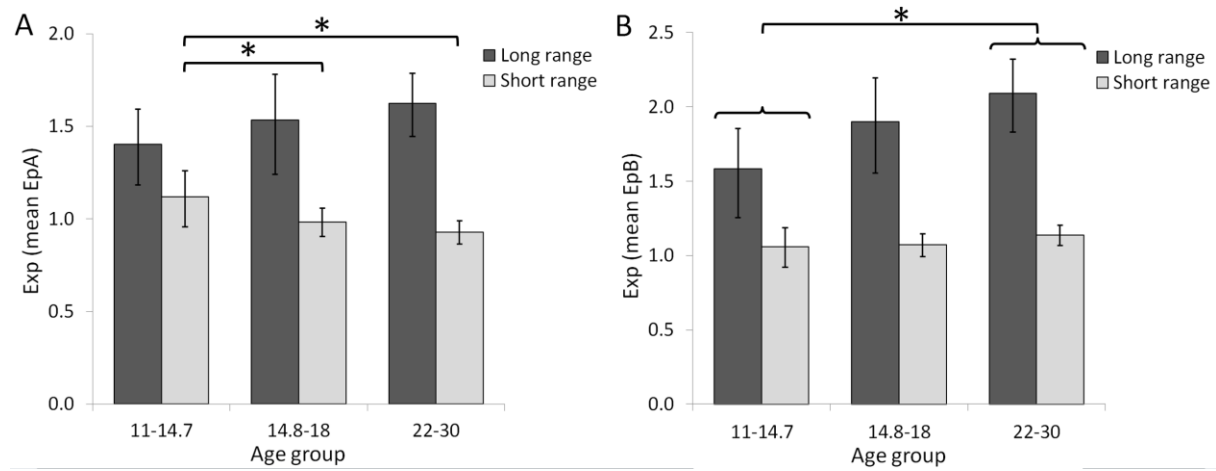 A
Exp (mean EpA)
2.0
1.5
1.0
0.5
0.0
*
*
Long range
Short range
11-14.7
14.8-18
22-30
Age group
B
Exp (mean EpB)
2.5
2.0
1.5
1.0
0.5
0.0
*
Long range
Short range
11-14.7
14.8-18
22-30
Age group